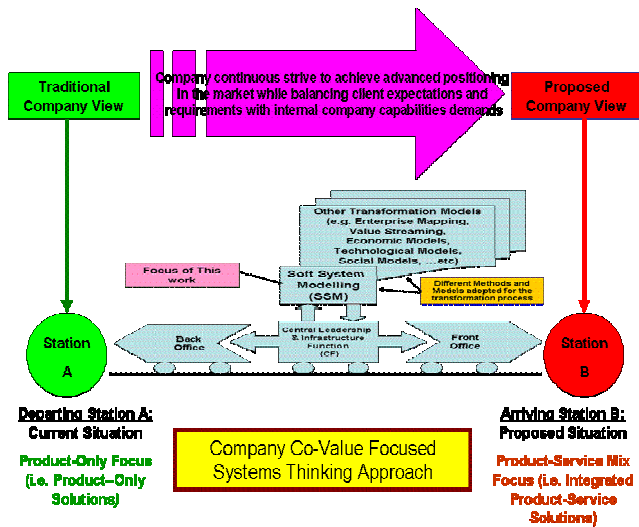 Traditional
Company View
Company continuous strive to achieve advanced positioning
in the market while balancing client expectations and
requirements with internal company capabilities demands
Proposed
Company View
Other Transformation Models
(e.g. Enterprise Mapping,
Value Streaming,
Economic Models,
Technological Models,
Social Models, ....etc)
Focus of This
work
Soft System
Modelling
(SSM)
Different Methods and
Models adopted for the
transformation process
Station
A
Back
Office
Central Leadership
& Infrastructure
Function
(CF)
Front
Office
Station
B
Departing Station A:
Current Situation
Product-Only Focus
(i.e. Product–Only
Solutions)
Company Co-Value Focused
Systems Thinking Approach
Arriving Station B:
Proposed Situation
Product-Service Mix
Focus (i.e. Integrated
Product-Service
Solutions)